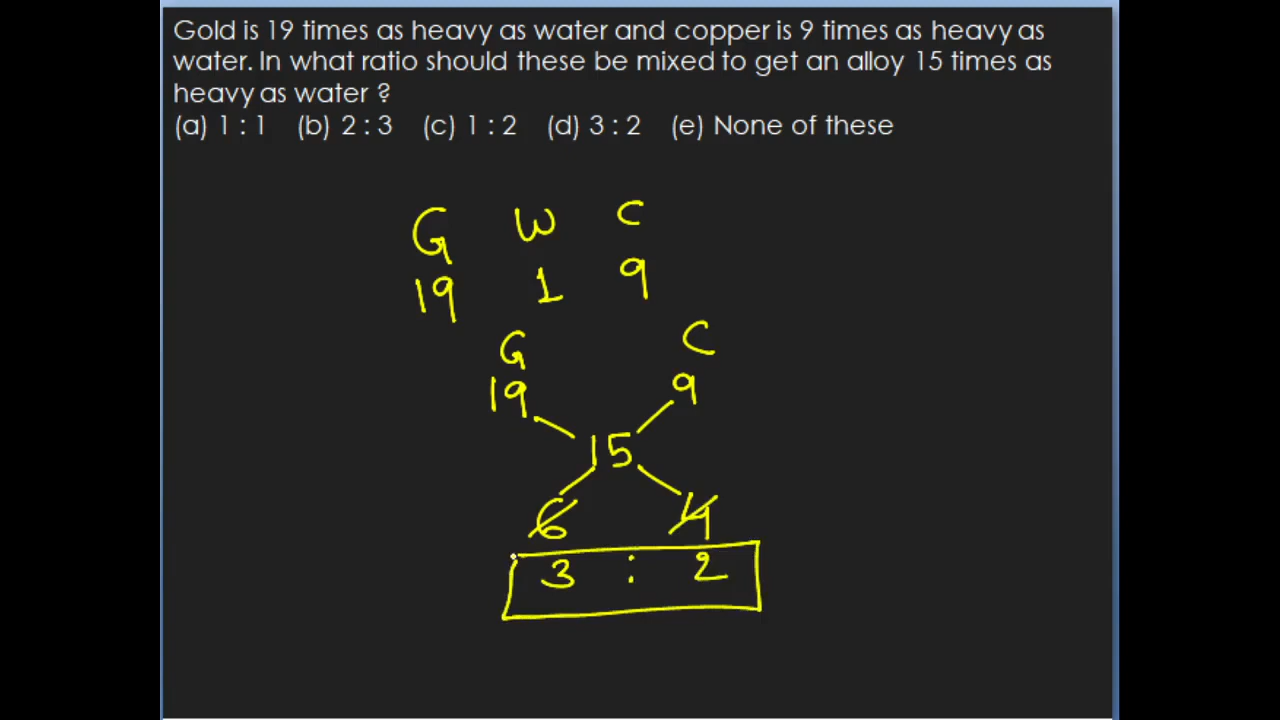 Gold is 19 times as heavy as water and copper is 9 times as heavy as
water. In what ratio should these be mixed to get an alloy 15 times as
heavy as water ?
(a) 1 : 1 (b) 2 : 3 (c) 1 : 2 (d) 3 : 2 (e) None of these
G W C
19 1 9
G C
19 9
15
6 4
3 : 2